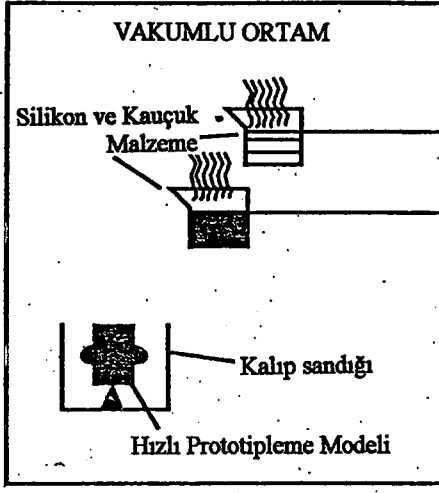 VAKUMLU ORTAM
Silikon ve Kauçuk
Malzeme
Kalıp sandığı
Hızlı Prototipleme Modeli